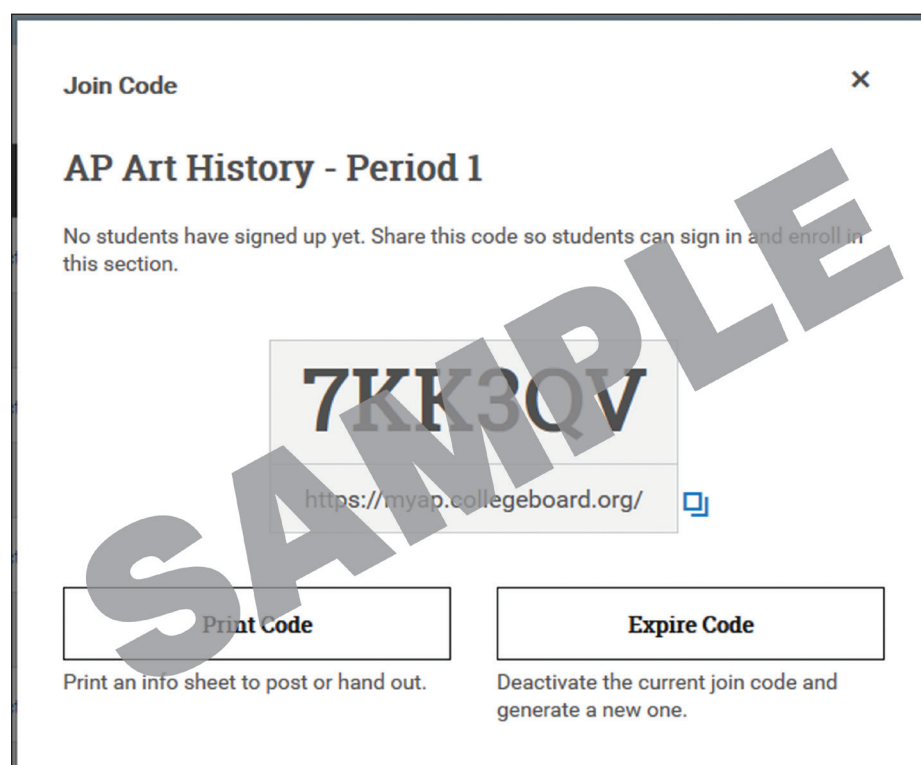 Join Code
×
AP Art History - Period 1
No students have signed up yet. Share this code so students can sign in and enroll in
this section.
7KK3QV
https://myap.collegeboard.org/
SAMPLE
Print Code
Expire Code
Print an info sheet to post or hand out.
Deactivate the current join code and
generate a new one.